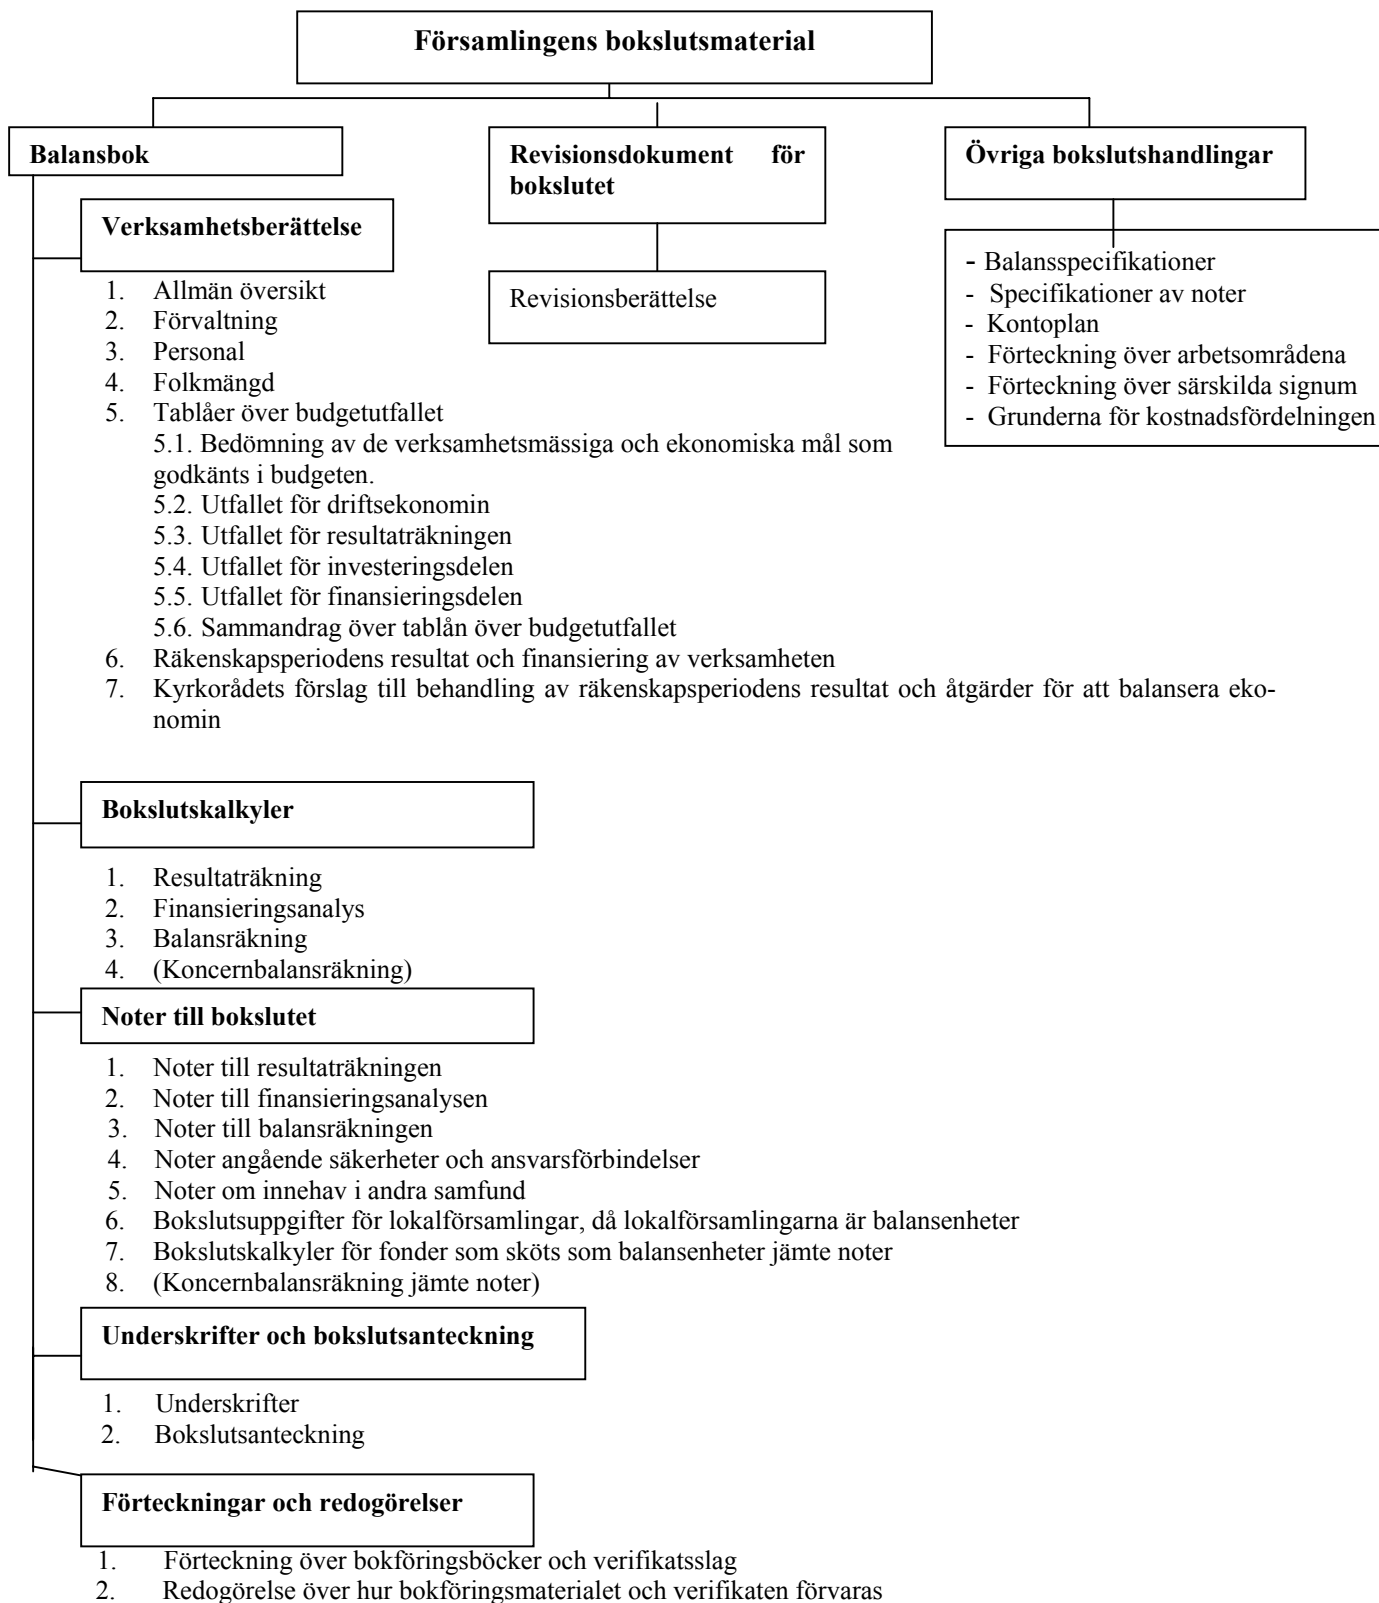 Församlingens bokslutsmaterial
Balansbok
Revisionsdokument för
bokslutet
Övriga bokslutshandlingar
Verksamhetsberättelse
Revisionsberättelse
- Balansspecifikationer
- Specifikationer av noter
- Kontoplan
- Förteckning över arbetsområdena
- Förteckning över särskilda signum
- Grunderna för kostnadsfördelningen
1. Allmän översikt
2. Förvaltning
3. Personal
4. Folkmängd
5. Tablåer över budgetutfallet
5.1. Bedömning av de verksamhetsmässiga och ekonomiska mål som
godkänts i budgeten.
5.2. Utfallet för driftsekonomin
5.3. Utfallet för resultaträkningen
5.4. Utfallet för investeringsdelen
5.5. Utfallet för finansieringsdelen
5.6. Sammandrag över tablån över budgetutfallet
6. Räkenskapsperiodens resultat och finansiering av verksamheten
7. Kyrkorådets förslag till behandling av räkenskapsperiodens resultat och åtgärder för att balansera eko-
nomin
Bokslutskalkyler
1. Resultaträkning
2. Finansieringsanalys
3. Balansräkning
4. (Koncernbalansräkning)
Noter till bokslutet
1. Noter till resultaträkningen
2. Noter till finansieringsanalysen
3. Noter till balansräkningen
4. Noter angående säkerheter och ansvarsförbindelser
5. Noter om innehav i andra samfund
6. Bokslutsuppgifter för lokalförsamlingar, då lokalförsamlingarna är balansenheter
7. Bokslutskalkyler för fonder som sköts som balansenheter jämte noter
8. (Koncernbalansräkning jämte noter)
Underskrifter och bokslutsanteckning
1. Underskrifter
2. Bokslutsanteckning
Förteckningar och redogörelser
1. Förteckning över bokföringsböcker och verifikatsslag
2. Redogörelse över hur bokföringsmaterialet och verifikaten förvaras